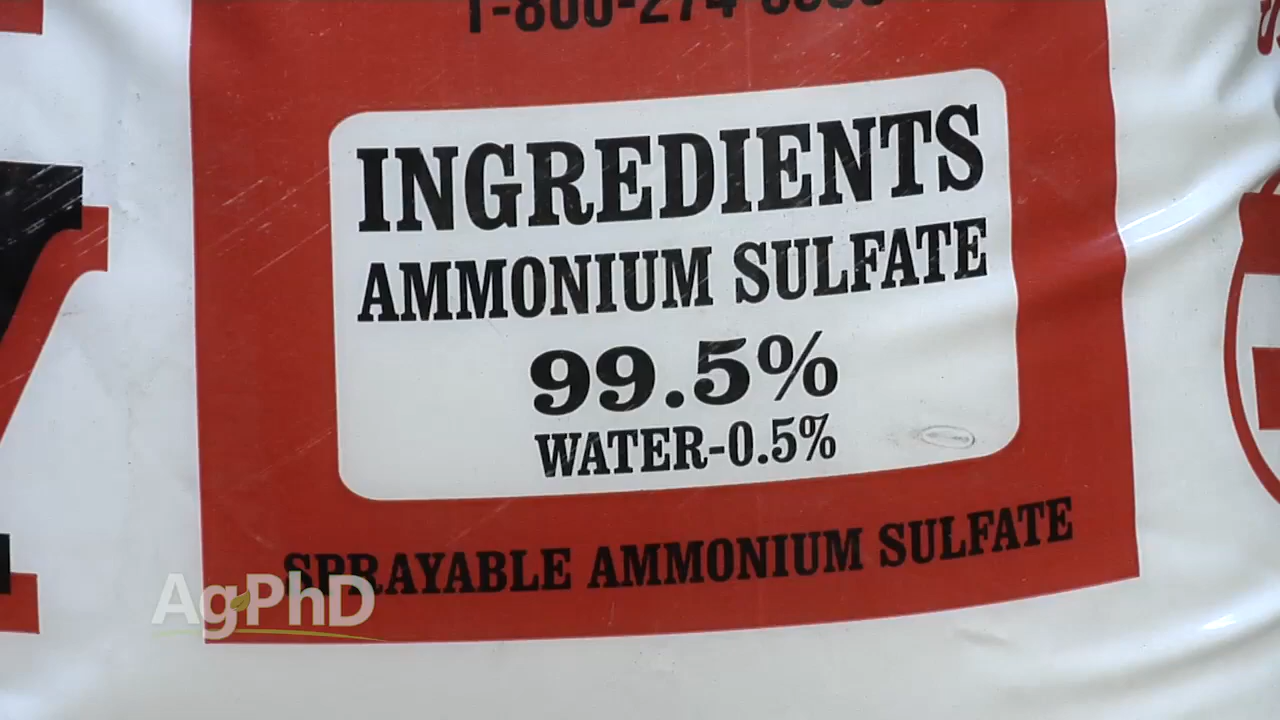 INGREDIENTS
AMMONIUM SULFATE
99.5%
WATER-0.5%
SPRAYABLE AMMONIUM SULFATE
AgPhD